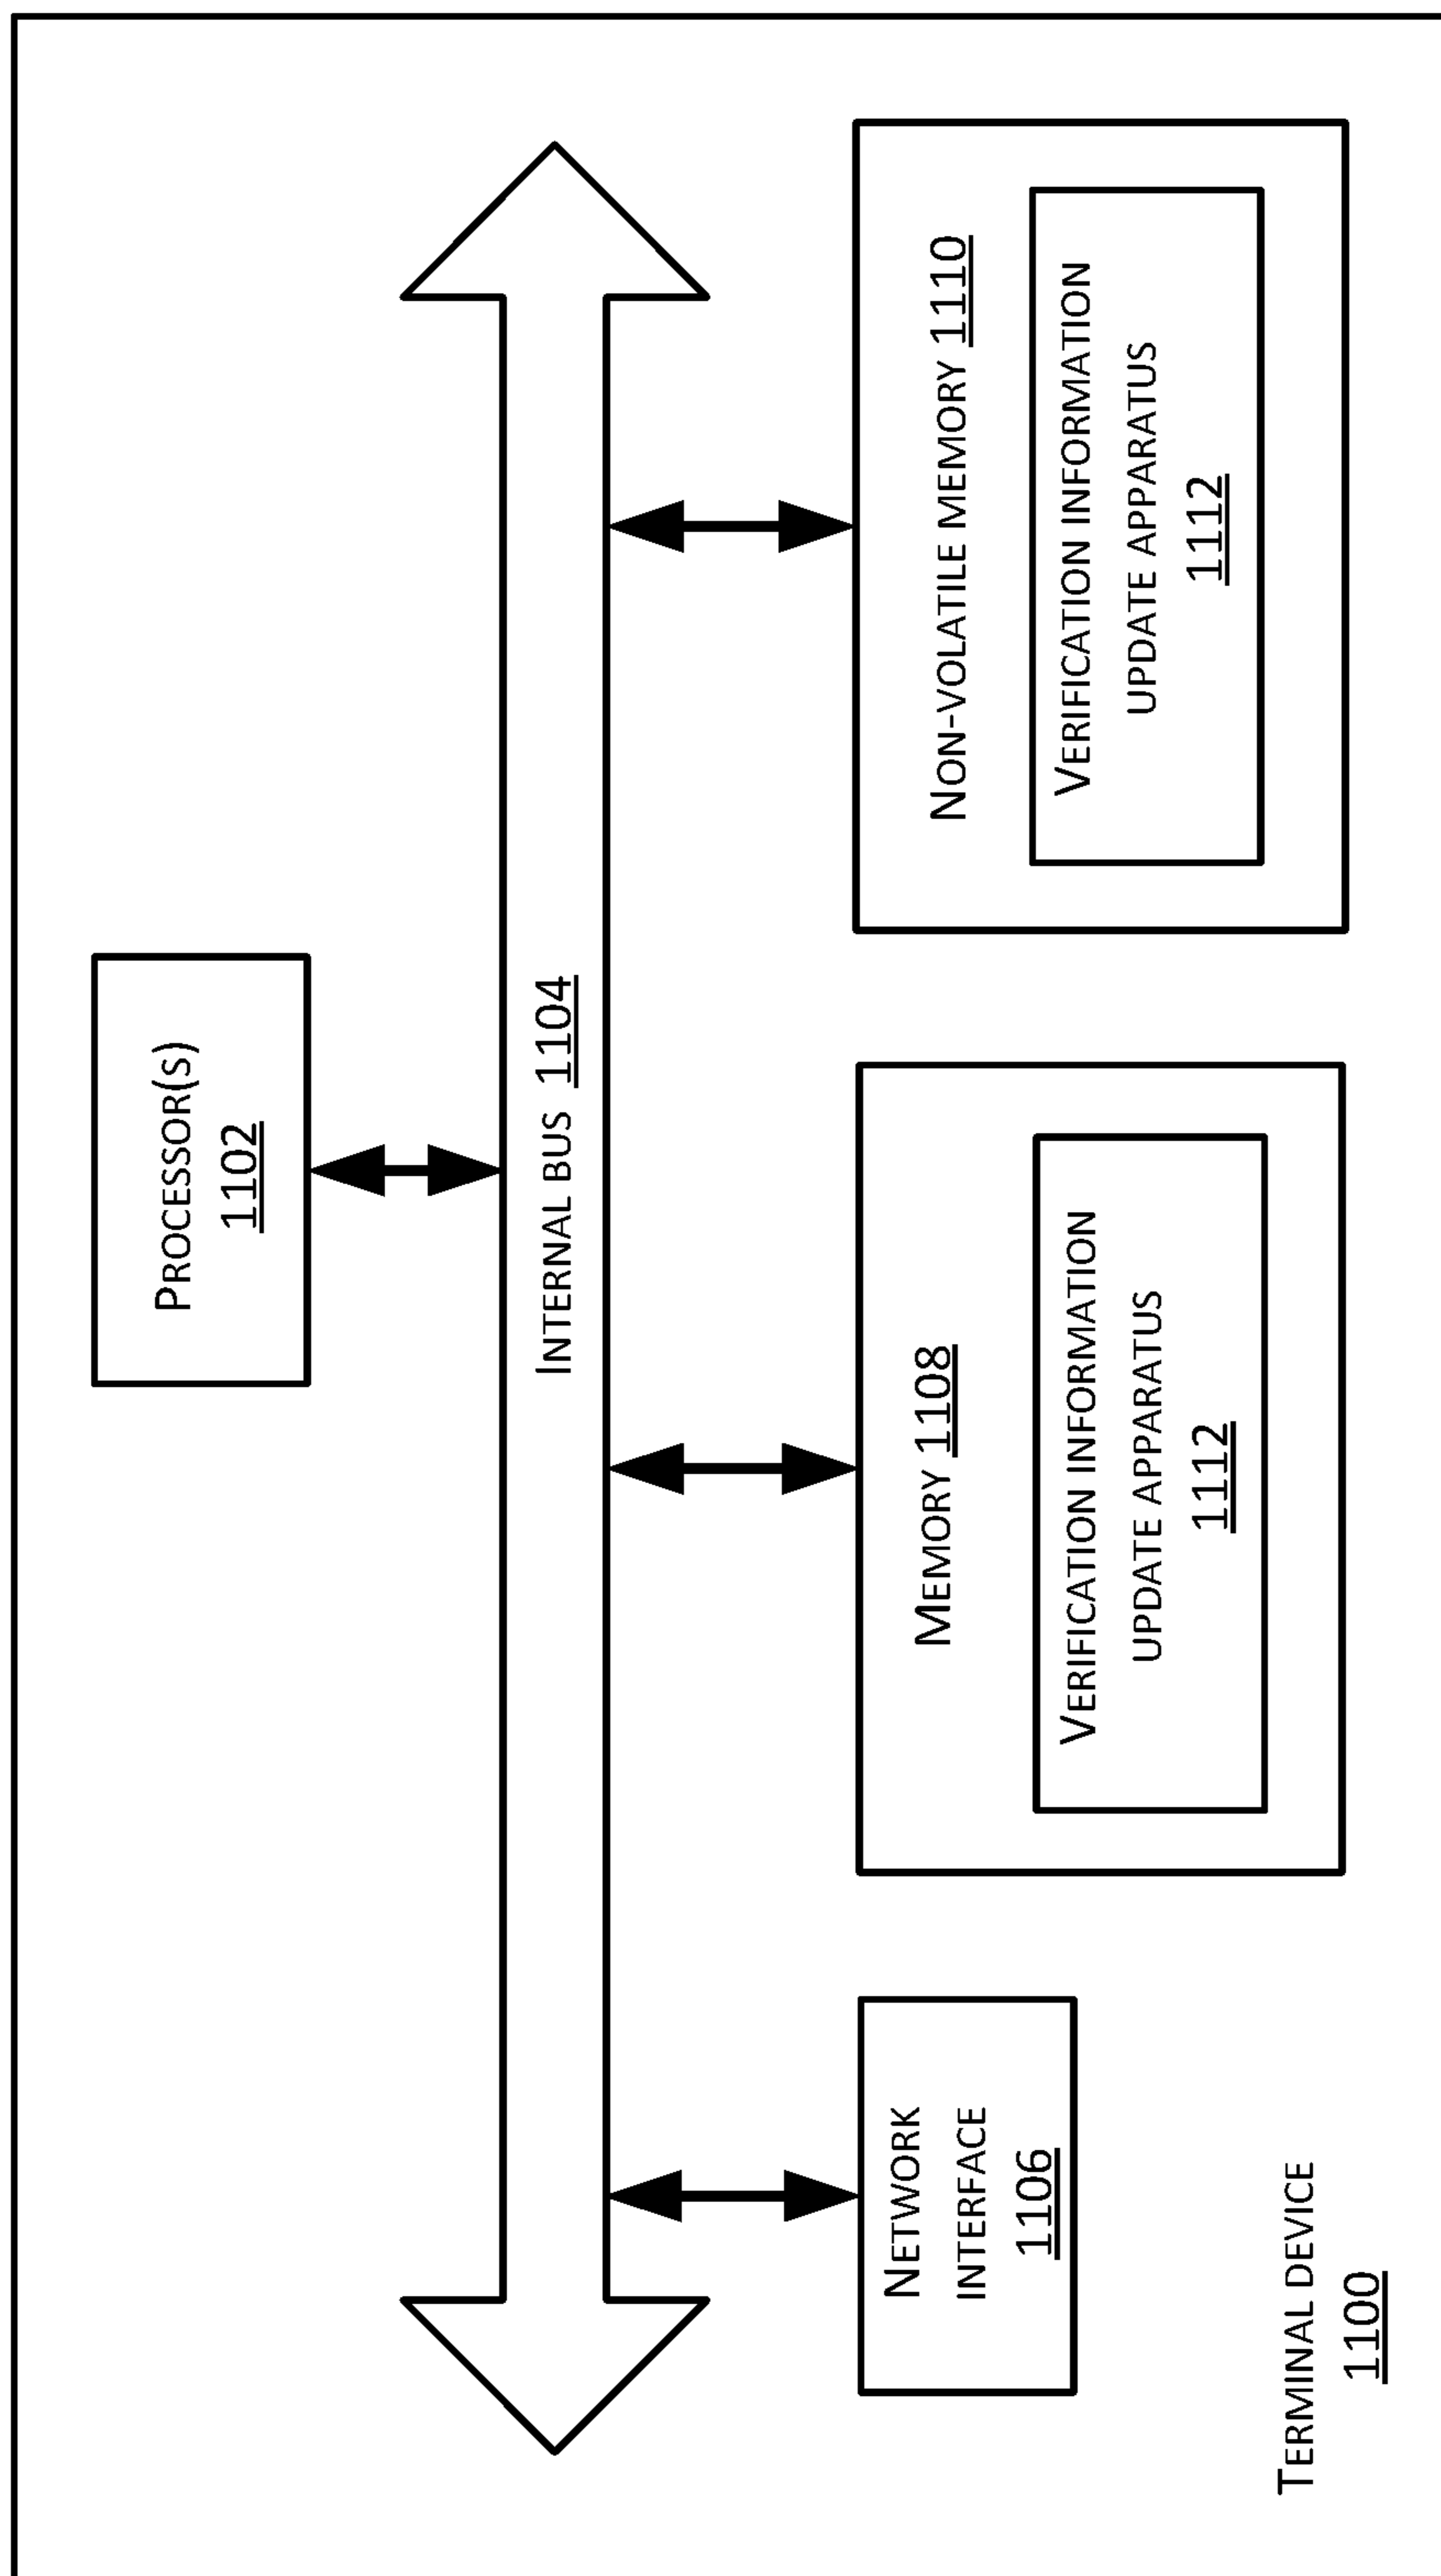 Processor(s)
1102
Internal bus 1104
Network
interface
1106
Memory 1108
Verification information
update apparatus
1112
Non-volatile memory 1110
Verification information
update apparatus
1112
Terminal device
1100